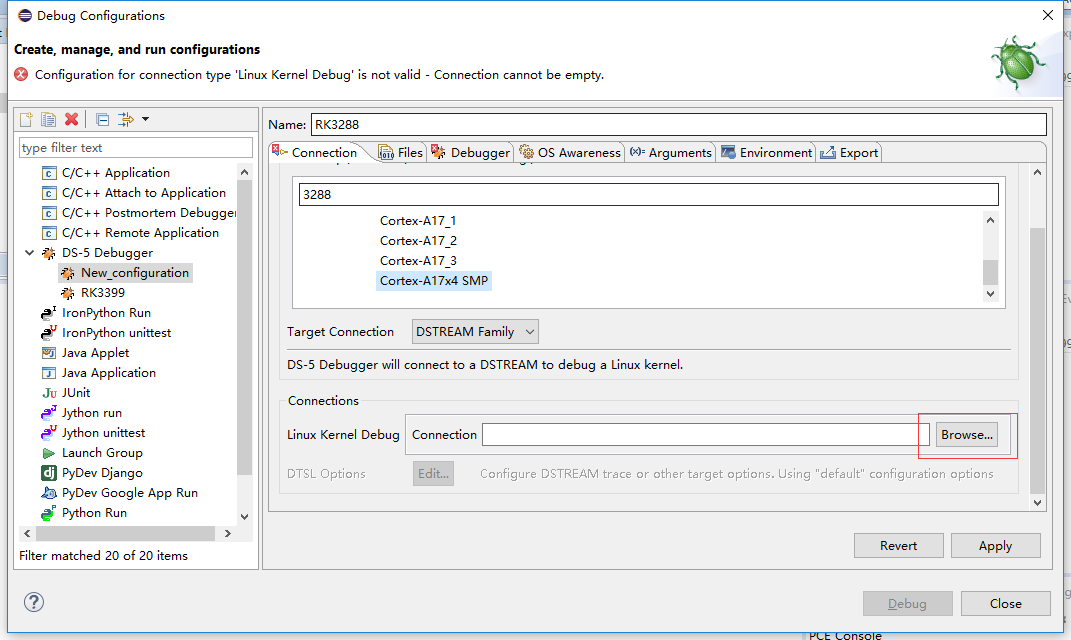 Debug Configurations
Create, manage, and run configurations
Configuration for connection type 'Linux Kernel Debug' is not valid - Connection cannot be empty.
type filter text
C/C++ Application
C/C++ Attach to Application
C/C++ Postmortem Debugger
C/C++ Remote Application
DS-5 Debugger
New_configuration
RK3399
IronPython Run
IronPython unittest
Java Applet
Java Application
JUnit
Jython run
Jython unittest
Launch Group
PyDev Django
PyDev Google App Run
Python Run
Filter matched 20 of 20 items
Name: RK3288
Connection Files Debugger OS Awareness Arguments Environment Export
3288
Cortex-A17_1
Cortex-A17_2
Cortex-A17_3
Cortex-A17x4 SMP
Target Connection DSTREAM Family
DS-5 Debugger will connect to a DSTREAM to debug a Linux kernel.
Connections
Linux Kernel Debug Connection Browse...
DTSL Options Edit... Configure DSTREAM trace or other target options. Using "default" configuration options
Revert Apply
Debug Close
PCE Console